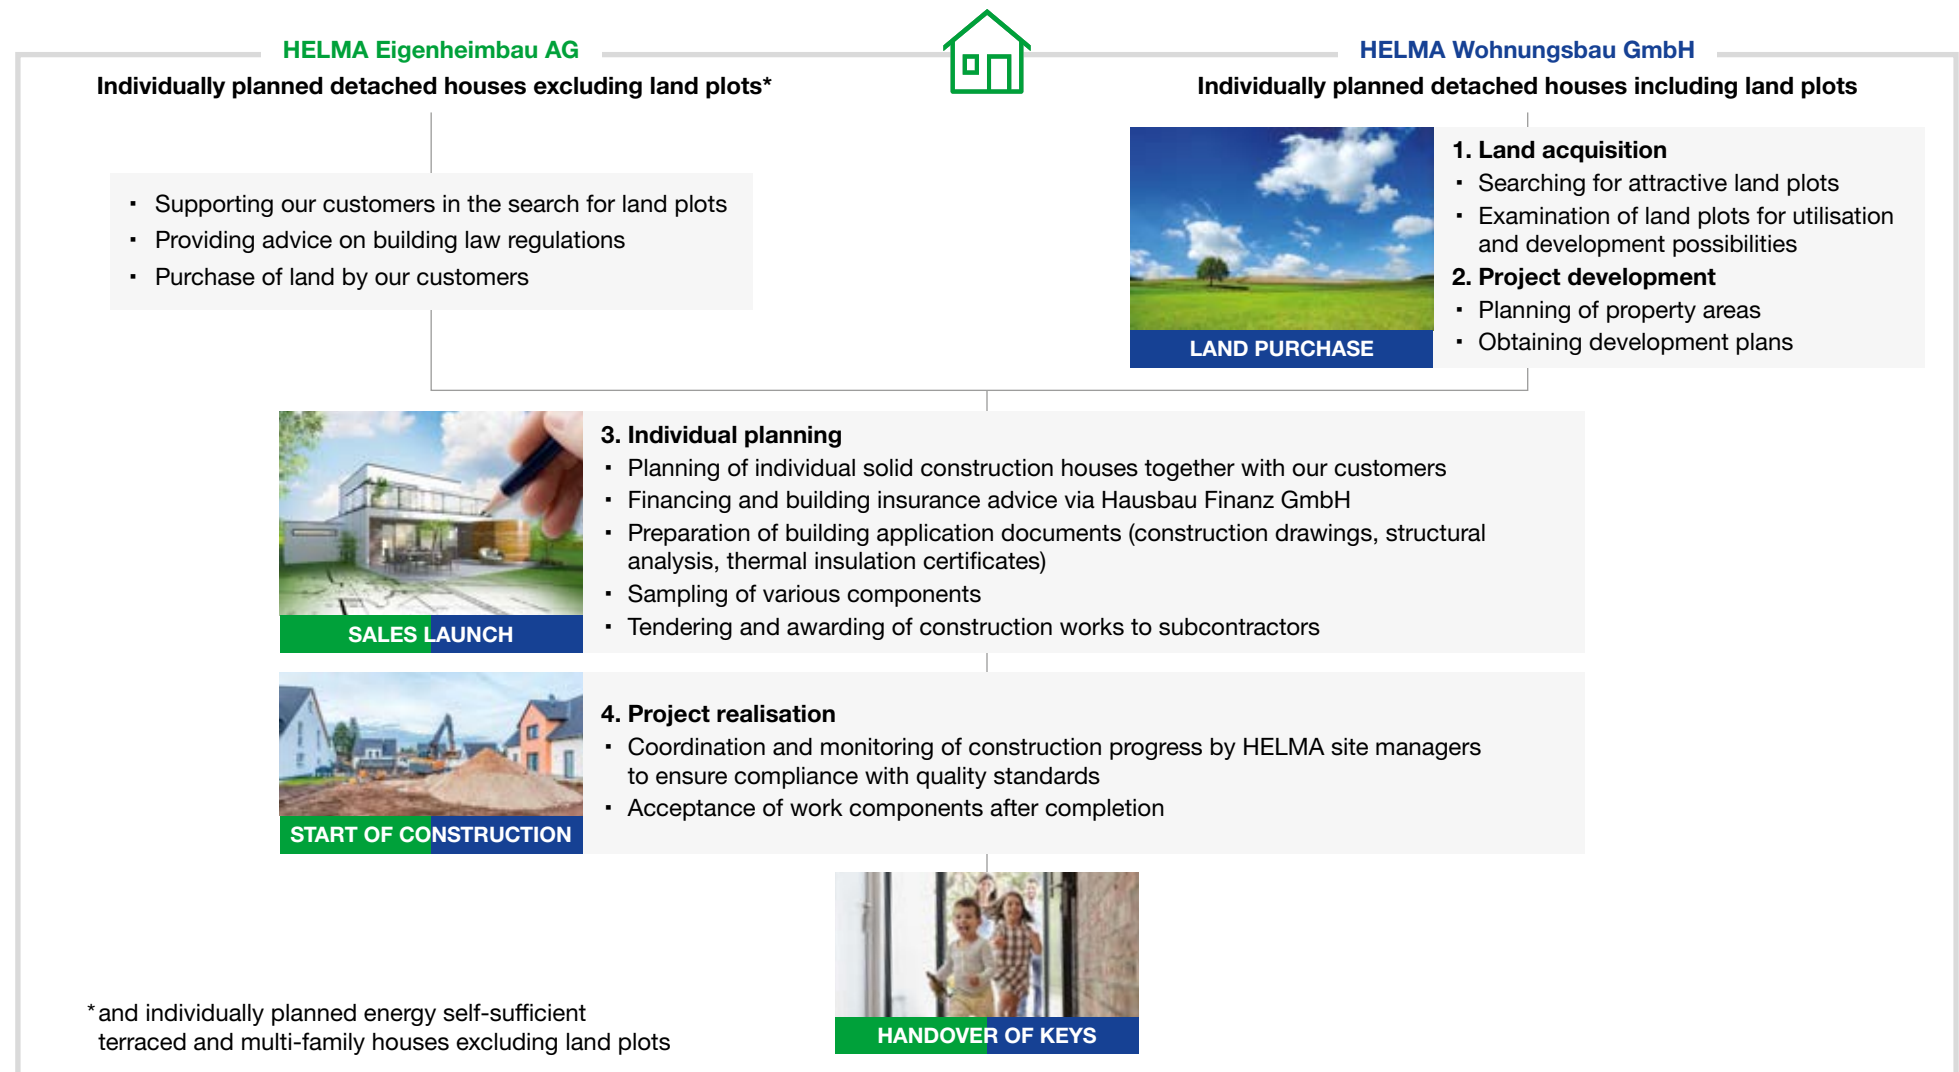 HELMA Eigenheimbau AG
Individually planned detached houses excluding land plots*
▪ Supporting our customers in the search for land plots
▪ Providing advice on building law regulations
▪ Purchase of land by our customers
HELMA Wohnungsbau GmbH
Individually planned detached houses including land plots
LAND PURCHASE
1. Land acquisition
▪ Searching for attractive land plots
▪ Examination of land plots for utilisation
and development possibilities
2. Project development
▪ Planning of property areas
▪ Obtaining development plans
SALES LAUNCH
3. Individual planning
▪ Planning of individual solid construction houses together with our customers
▪ Financing and building insurance advice via Hausbau Finanz GmbH
▪ Preparation of building application documents (construction drawings, structural
analysis, thermal insulation certificates)
▪ Sampling of various components
▪ Tendering and awarding of construction works to subcontractors
START OF CONSTRUCTION
4. Project realisation
▪ Coordination and monitoring of construction progress by HELMA site managers
to ensure compliance with quality standards
▪ Acceptance of work components after completion
HANDOVER OF KEYS
*and individually planned energy self-sufficient
terraced and multi-family houses excluding land plots